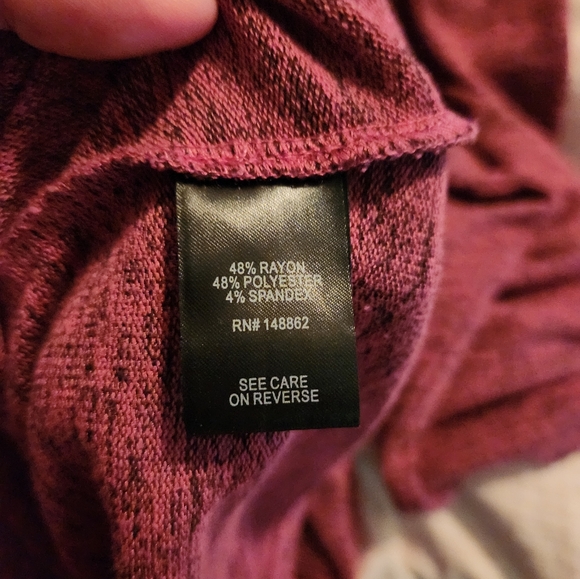 48% RAYON
48% POLYESTER
4% SPANDEX
RN# 148862
SEE CARE
ON REVERSE